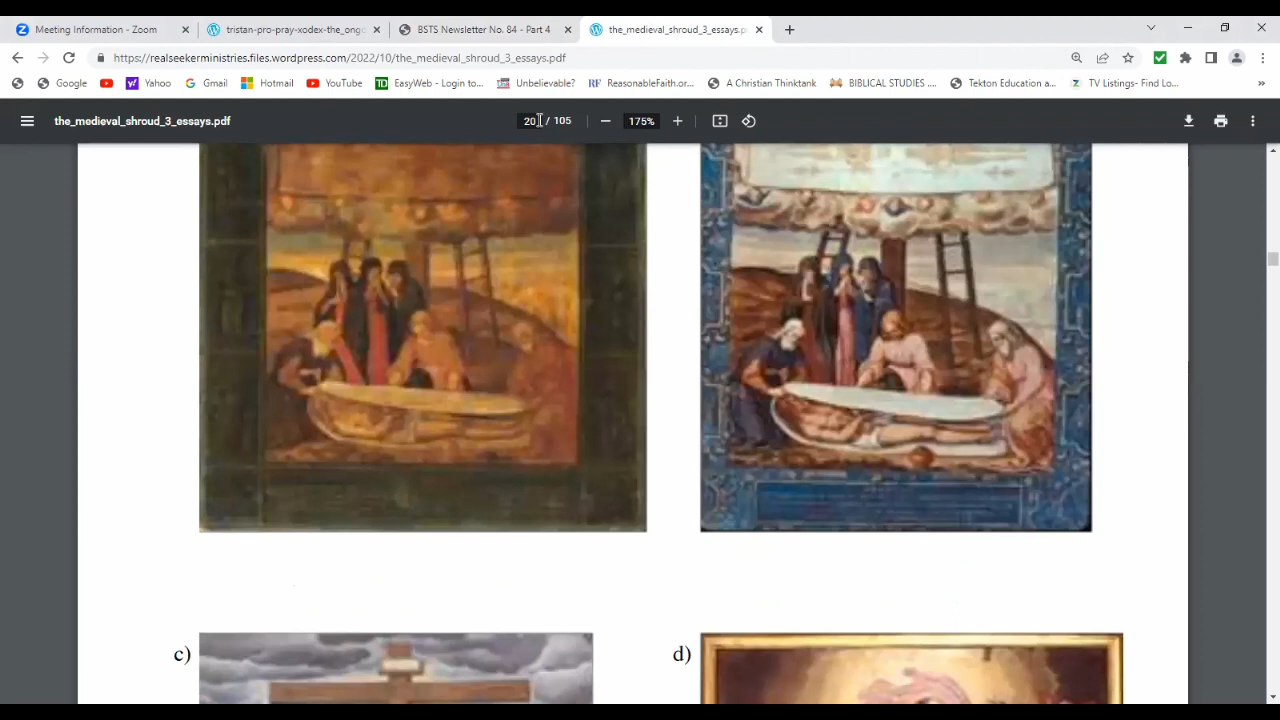 Meeting Information - Zoom
tristan-pro-pray-xodex-the_ongd
BSTS Newsletter No. 84 - Part 4
the_medieval_shroud_3_essays.p
https://realseekerministries.files.wordpress.com/2022/10/the_medieval_shroud_3_essays.pdf
Google
Yahoo
Gmail
Hotmail
YouTube
EasyWeb - Login to...
Unbelievable?
ReasonableFaith.or...
A Christian Thinktank
BIBLICAL STUDIES ....
Tekton Education a...
TV Listings- Find Lo...
the_medieval_shroud_3_essays.pdf
20 / 105
175%
c)
d)